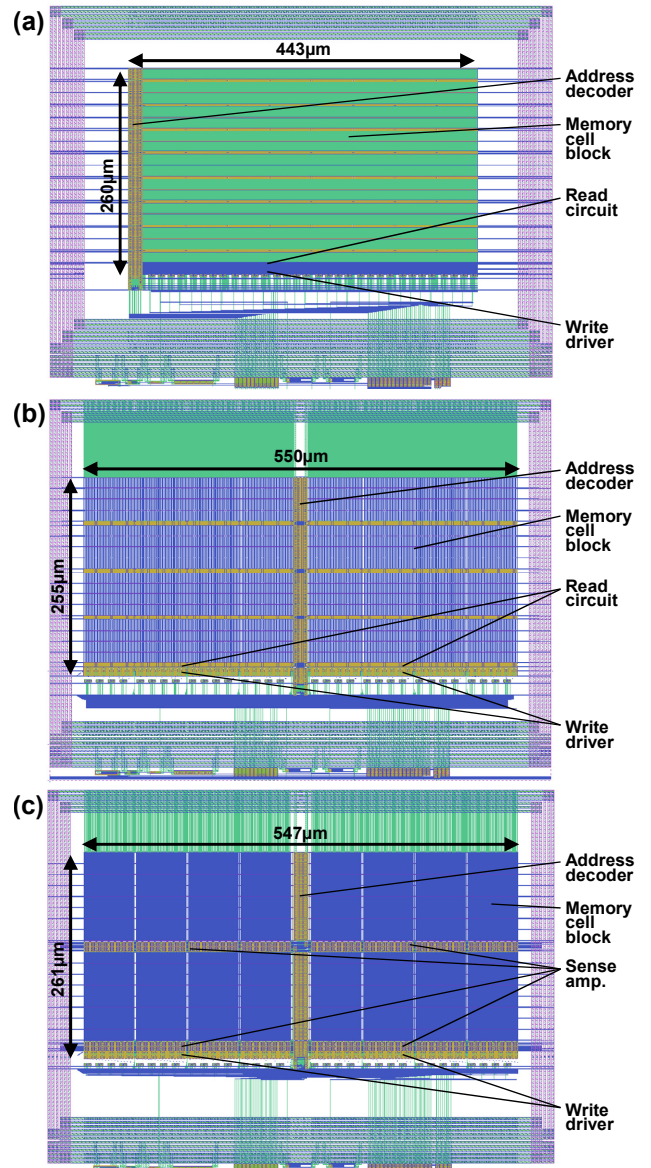 (a)
443µm
260µm
Address
decoder
Memory
cell
block
Read
circuit
Write
driver
(b)
550µm
255µm
Address
decoder
Memory
cell
block
Read
circuit
Write
driver
(c)
547µm
261µm
Address
decoder
Memory cell
block
Sense
amp.
Write
driver